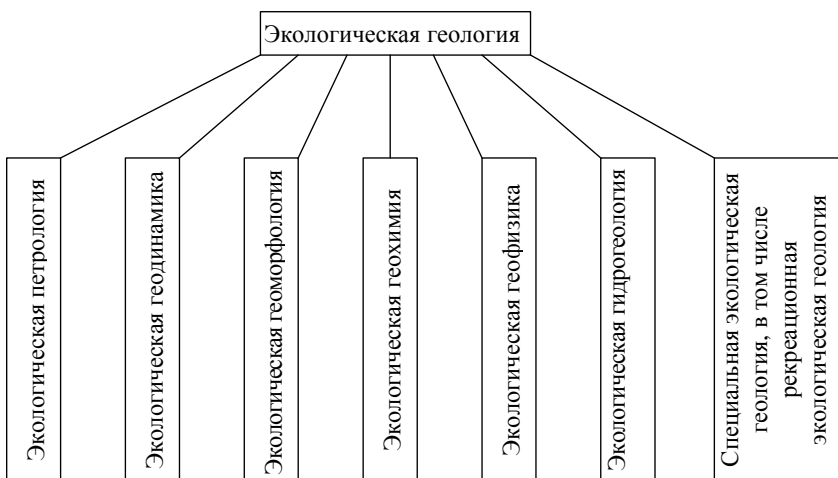 Экологическая геология
Экологическая петрология
Экологическая геодинамика
Экологическая геоморфология
Экологическая геохимия
Экологическая геофизика
Экологическая гидрогеология
Специальная экологическая
геология, в том числе
рекреационная
экологическая геология